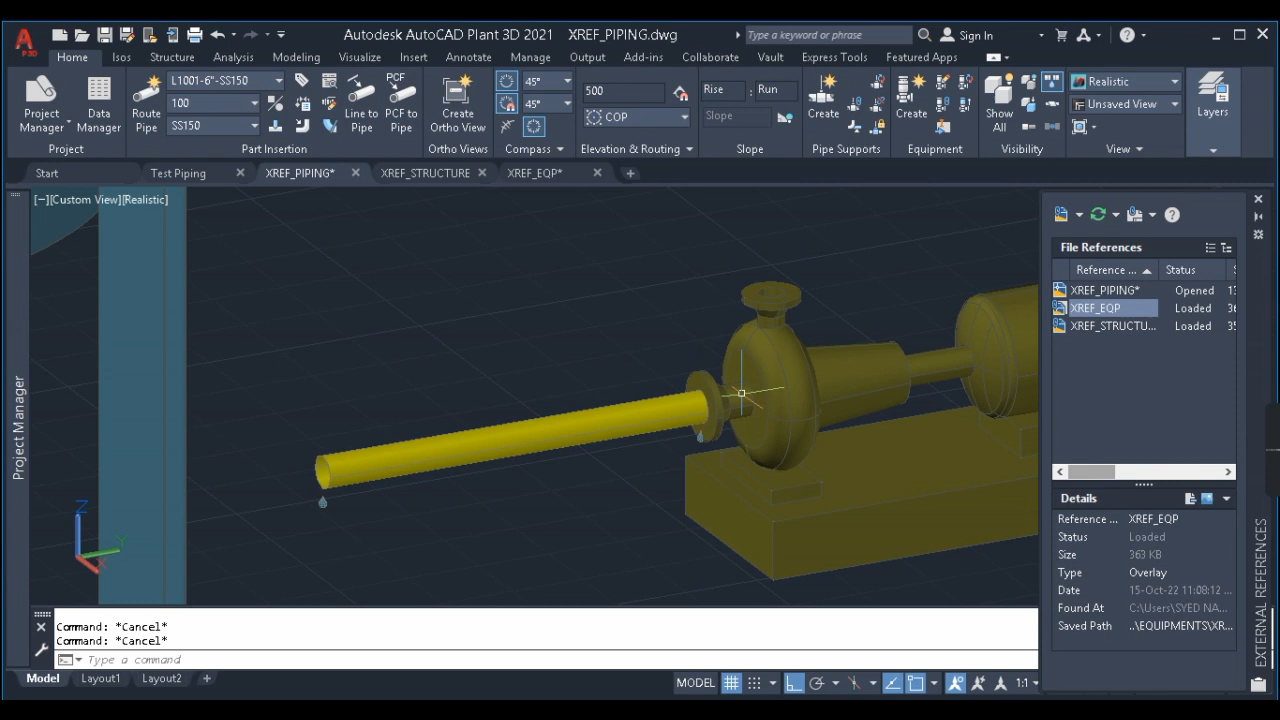 Autodesk AutoCAD Plant 3D 2021 XREF_PIPING.dwg
Type a keyword or phrase
Sign In
P3D
Home Isos Structure Analysis Modeling Visualize Insert Annotate Manage Output Add-ins Collaborate Vault Express Tools Featured Apps
Project Manager
Data Manager
Project
Route Pipe
L1001-6"-SS150
100
SS150
Line to Pipe
PCF
PCF to Pipe
Part Insertion
Create Ortho View
Ortho Views
45°
45°
Compass
500
COP
Elevation & Routing
Rise : Run
Slope
Slope
Create
Pipe Supports
Create
Equipment
Show All
Visibility
Realistic
Unsaved View
View
Layers
Start Test Piping XREF_PIPING* XREF_STRUCTURE XREF_EQP*
[−][Custom View][Realistic]
Project Manager
Z
Y
X
File References
Reference ... Status
XREF_PIPING* Opened 13
XREF_EQP Loaded 36
XREF_STRUCTU... Loaded 35
Details
Reference ... XREF_EQP
Status Loaded
Size 363 KB
Type Overlay
Date 15-Oct-22 11:08:12 ...
Found At C:\Users\SYED NA...
Saved Path ..\EQUIPMENTS\XR...
EXTERNAL REFERENCES
Command: *Cancel*
Command: *Cancel*
Type a command
Model Layout1 Layout2 +
MODEL
1:1